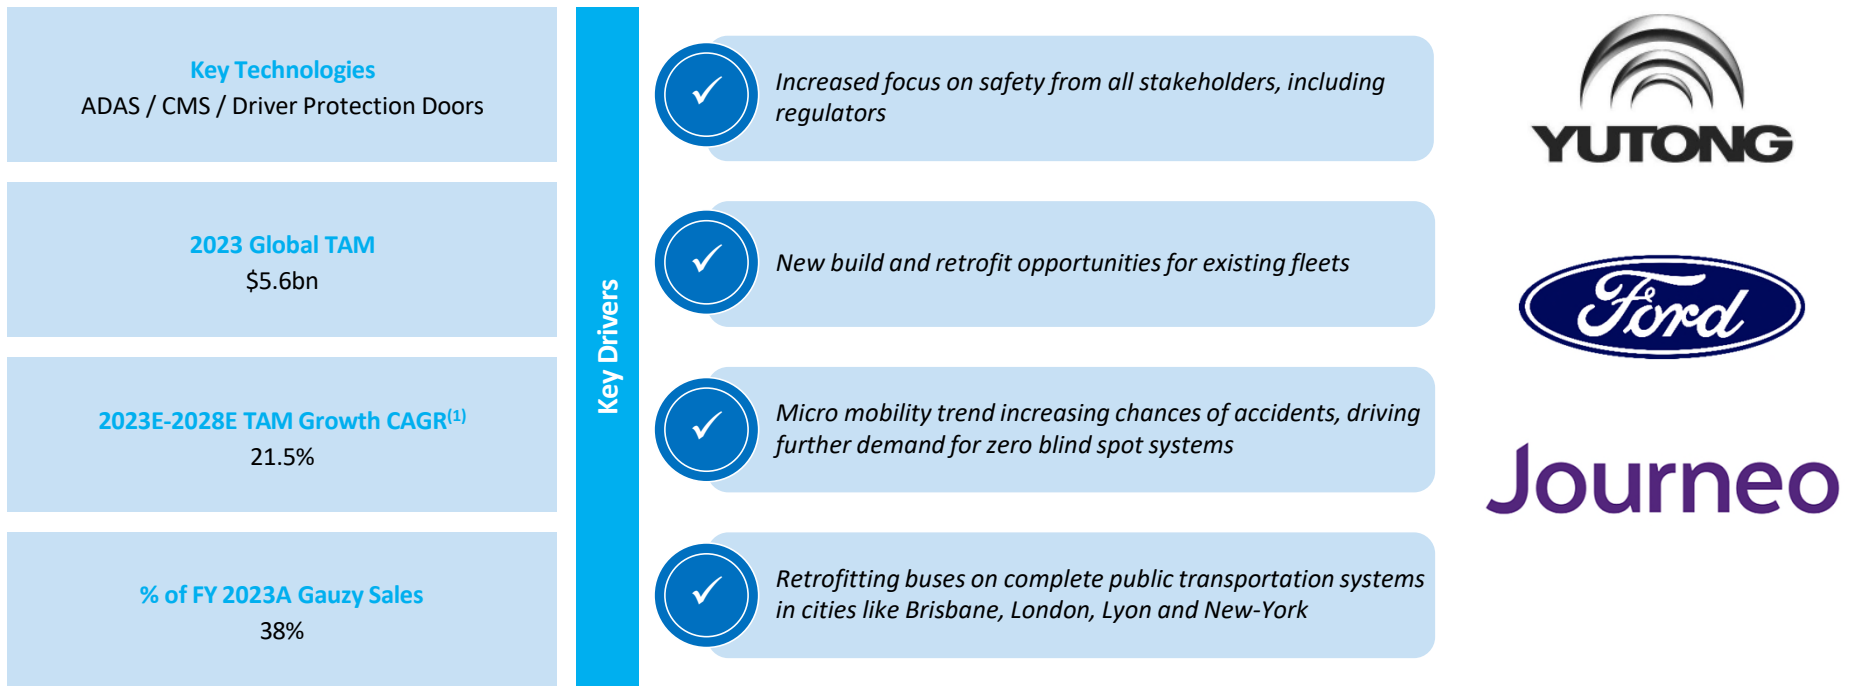 Key Technologies
ADAS / CMS / Driver Protection Doors
2023 Global TAM
$5.6bn
2023E-2028E TAM Growth CAGR(1)
21.5%
% of FY 2023A Gauzy Sales
38%
Key Drivers
Increased focus on safety from all stakeholders, including
regulators
New build and retrofit opportunities for existing fleets
Micro mobility trend increasing chances of accidents, driving
further demand for zero blind spot systems
Retrofitting buses on complete public transportation systems
in cities like Brisbane, London, Lyon and New-York
YUTONG
Ford
Journeo